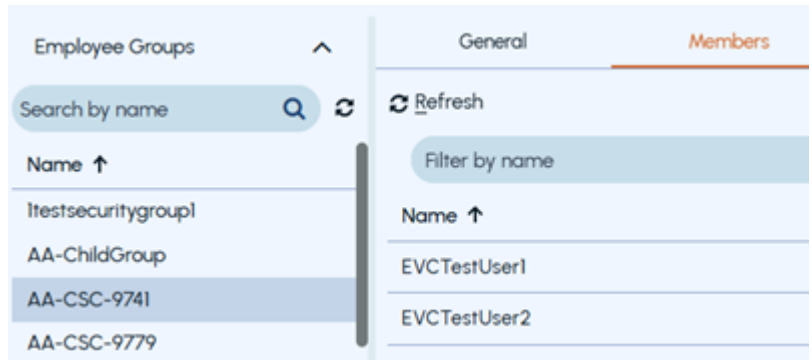 Employee Groups
Search by name
Name ↑
1testsecuritygroup1
AA-ChildGroup
AA-CSC-9741
AA-CSC-9779
General Members
Refresh
Filter by name
Name ↑
EVCTestUser1
EVCTestUser2